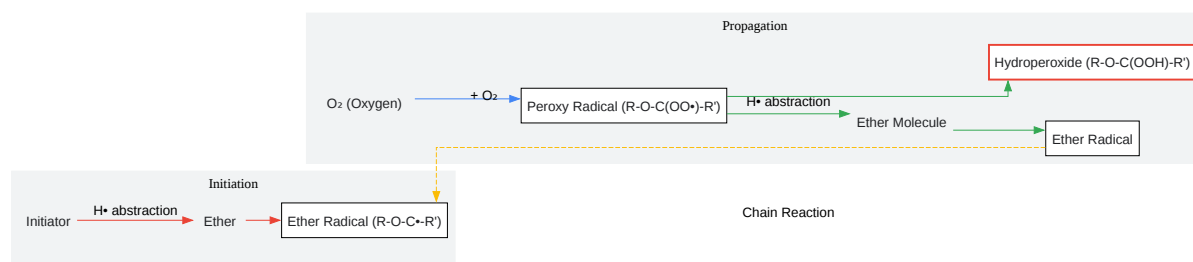 Propagation
Hydroperoxide (R-O-C(OOH)-R')
O₂ (Oxygen)
+ O₂
Peroxy Radical (R-O-C(OO•)-R')
H• abstraction
Ether Molecule
Ether Radical
Initiation
Initiator
H• abstraction
Ether
Ether Radical (R-O-C•-R')
Chain Reaction